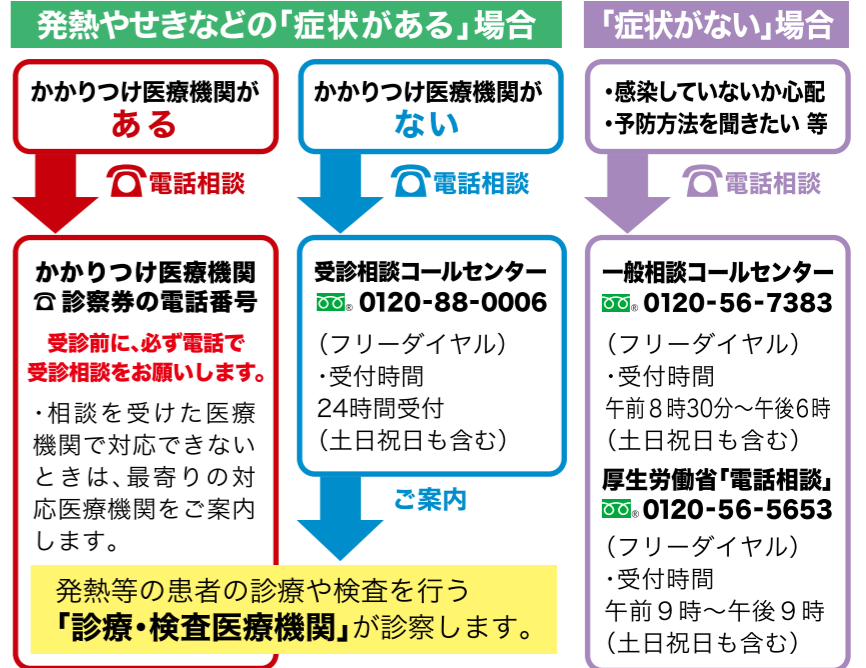 発熱やせきなどの「症状がある」場合
かかりつけ医療機関が
ある
電話相談
かかりつけ医療機関
診察券の電話番号
受診前に、必ず電話で
受診相談をお願いします。
・相談を受けた医療
機関で対応できない
ときは、最寄りの対
応医療機関をご案内
します。
かかりつけ医療機関が
ない
電話相談
受診相談コールセンター
0120-88-0006
（フリーダイヤル）
・受付時間
24時間受付
（土日祝日も含む）
ご案内
発熱等の患者の診療や検査を行う
「診療・検査医療機関」が診察します。
「症状がない」場合
・感染していないか心配
・予防方法を聞きたい 等
電話相談
一般相談コールセンター
0120-56-7383
（フリーダイヤル）
・受付時間
午前８時30分～午後６時
（土日祝日も含む）
厚生労働省「電話相談」
0120-56-5653
（フリーダイヤル）
・受付時間
午前９時～午後９時
（土日祝日も含む）